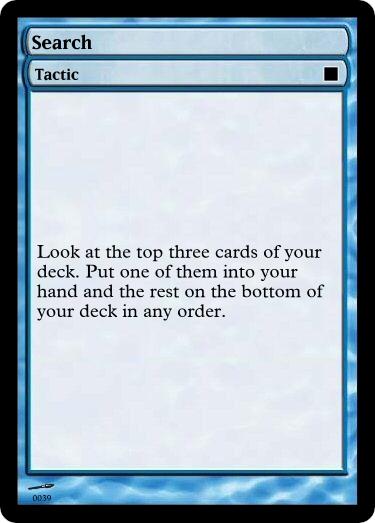 Search
Tactic
Look at the top three cards of your
deck. Put one of them into your
hand and the rest on the bottom of
your deck in any order.
0039